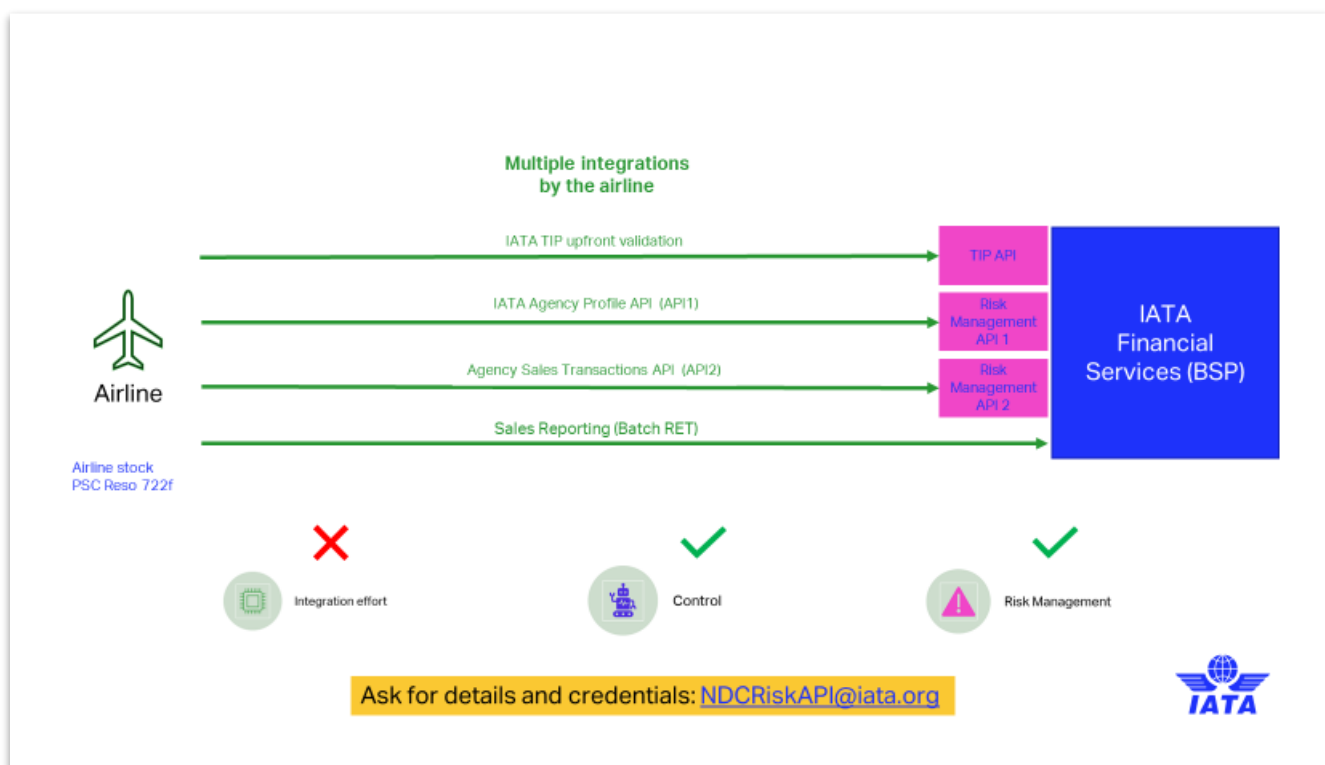 Multiple integrations
by the airline
IATA TIP upfront validation
TIP API
IATA Agency Profile API (API1)
Risk
Management
API 1
Agency Sales Transactions API (API2)
Risk
Management
API 2
Sales Reporting (Batch RET)
IATA
Financial
Services (BSP)
Airline
Airline stock
PSC Reso 722f
Integration effort
Control
Risk Management
Ask for details and credentials: NDCRiskAPI@iata.org
IATA